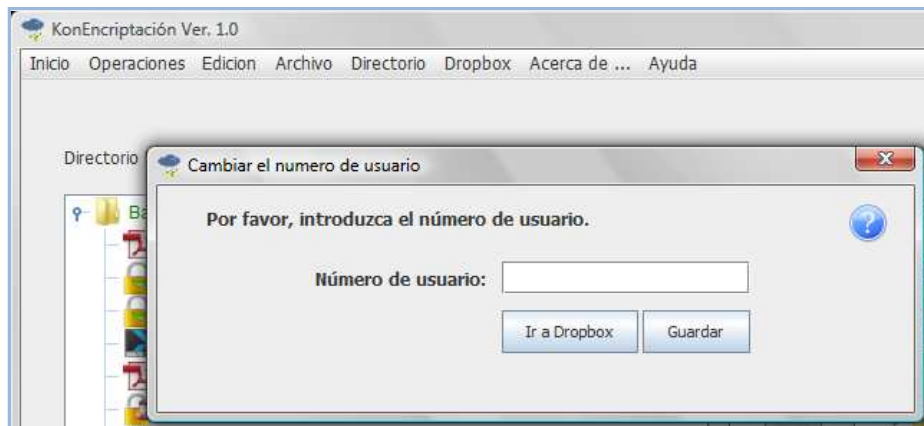 KonEncriptación Ver. 1.0
Inicio Operaciones Edicion Archivo Directorio Dropbox Acerca de ... Ayuda
Directorio
Cambiar el numero de usuario
Por favor, introduzca el número de usuario.
Número de usuario:
Ir a Dropbox Guardar